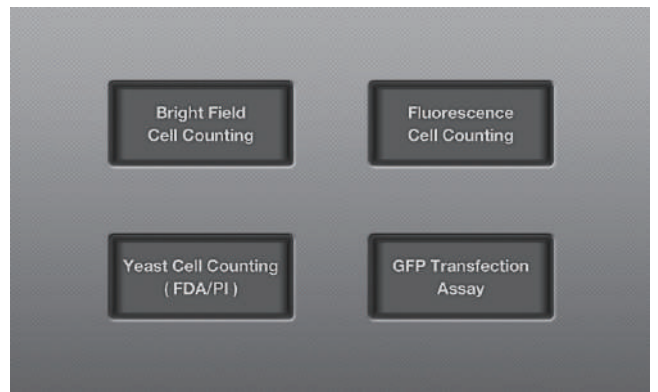 Bright Field
Cell Counting
Fluorescence
Cell Counting
Yeast Cell Counting
( FDA/PI )
GFP Transfection
Assay